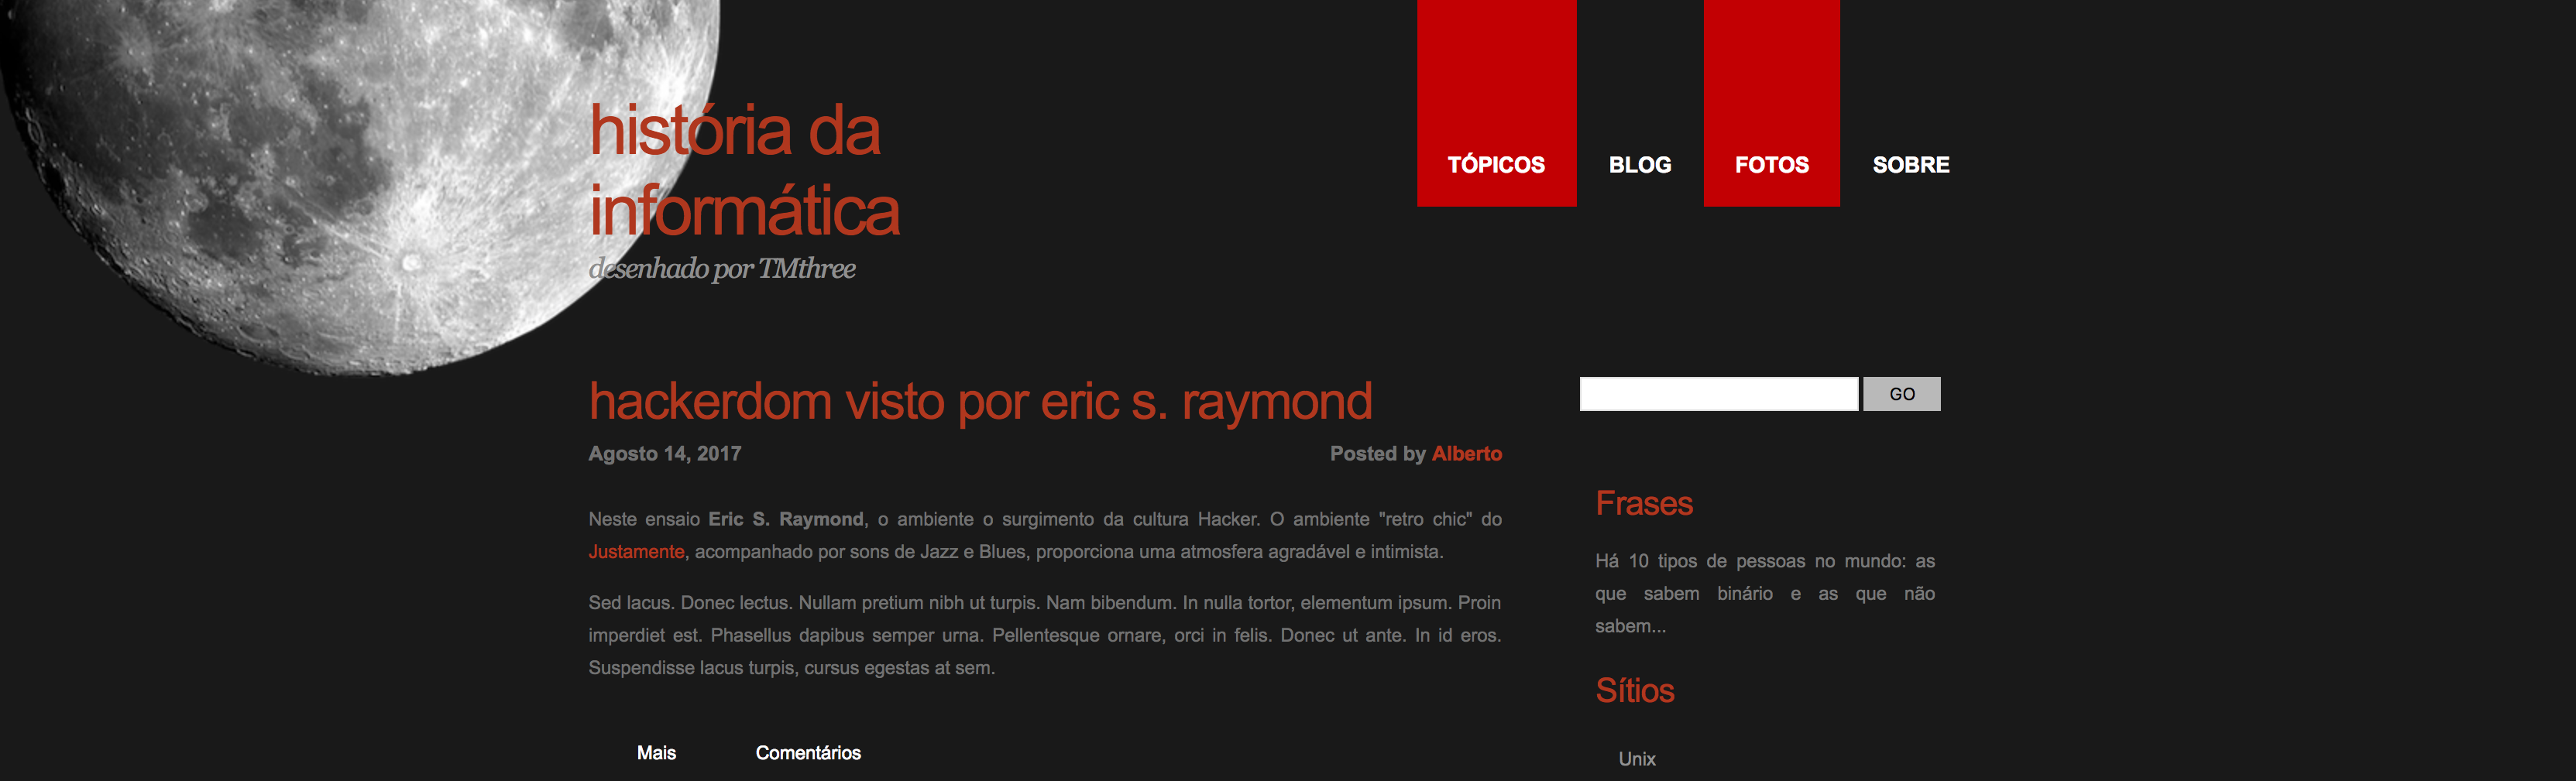 história da
informática
desenhado por TMthree
TÓPICOS BLOG FOTOS SOBRE
hackerdom visto por eric s. raymond
Agosto 14, 2017 Posted by Alberto
Neste ensaio Eric S. Raymond, o ambiente o surgimento da cultura Hacker. O ambiente "retro chic" do
Justamente, acompanhado por sons de Jazz e Blues, proporciona uma atmosfera agradável e intimista.
Sed lacus. Donec lectus. Nullam pretium nibh ut turpis. Nam bibendum. In nulla tortor, elementum ipsum. Proin
imperdiet est. Phasellus dapibus semper urna. Pellentesque ornare, orci in felis. Donec ut ante. In id eros.
Suspendisse lacus turpis, cursus egestas at sem.
Mais Comentários
GO
Frases
Há 10 tipos de pessoas no mundo: as
que sabem binário e as que não
sabem...
Sítios
Unix